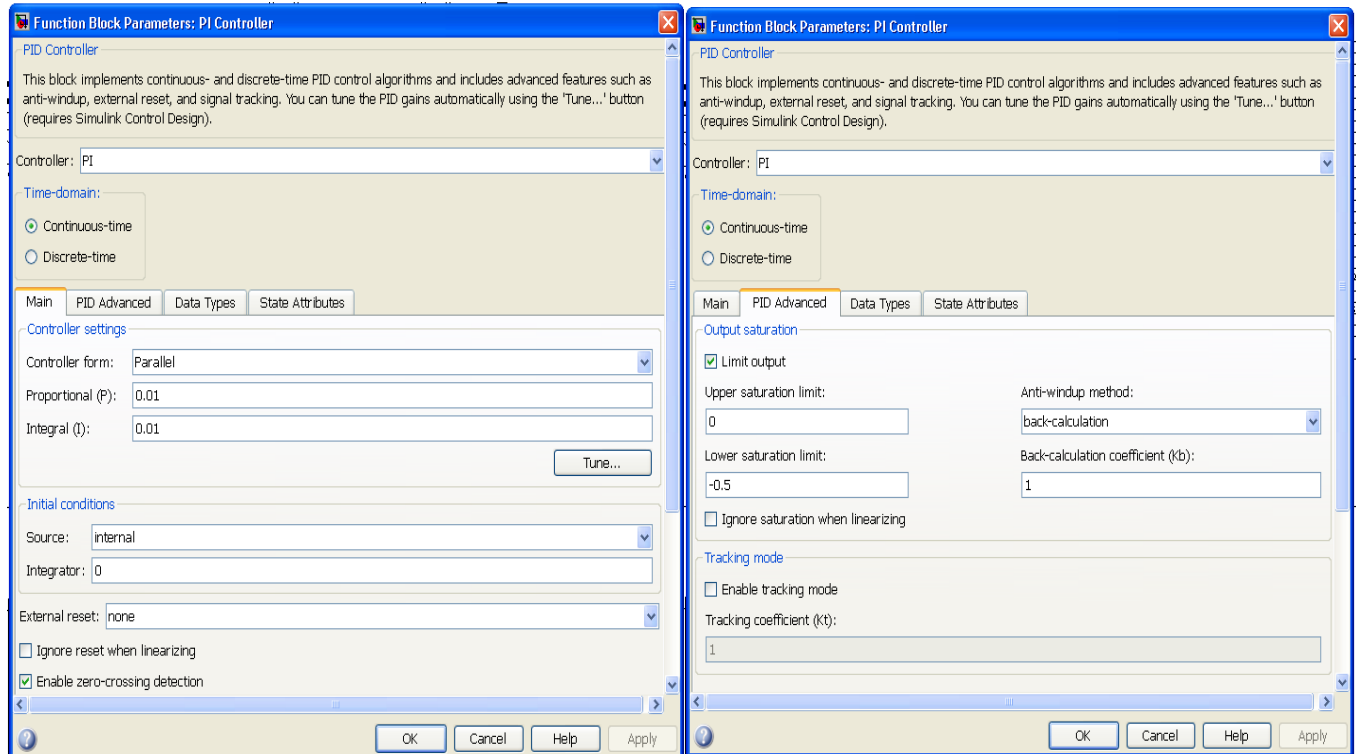 Function Block Parameters: PI Controller
PID Controller
This block implements continuous- and discrete-time PID control algorithms and includes advanced features such as
anti-windup, external reset, and signal tracking. You can tune the PID gains automatically using the 'Tune...' button
(requires Simulink Control Design).
Controller: PI
Time-domain:
Continuous-time
Discrete-time
Main PID Advanced Data Types State Attributes
Controller settings
Controller form: Parallel
Proportional (P): 0.01
Integral (I): 0.01
Tune...
Initial conditions
Source: internal
Integrator: 0
External reset: none
Ignore reset when linearizing
Enable zero-crossing detection
OK Cancel Help Apply
Function Block Parameters: PI Controller
PID Controller
This block implements continuous- and discrete-time PID control algorithms and includes advanced features such as
anti-windup, external reset, and signal tracking. You can tune the PID gains automatically using the 'Tune...' button
(requires Simulink Control Design).
Controller: PI
Time-domain:
Continuous-time
Discrete-time
Main PID Advanced Data Types State Attributes
Output saturation
Limit output
Upper saturation limit: Anti-windup method:
0 back-calculation
Lower saturation limit: Back-calculation coefficient (Kb):
-0.5 1
Ignore saturation when linearizing
Tracking mode
Enable tracking mode
Tracking coefficient (Kt):
1
OK Cancel Help Apply